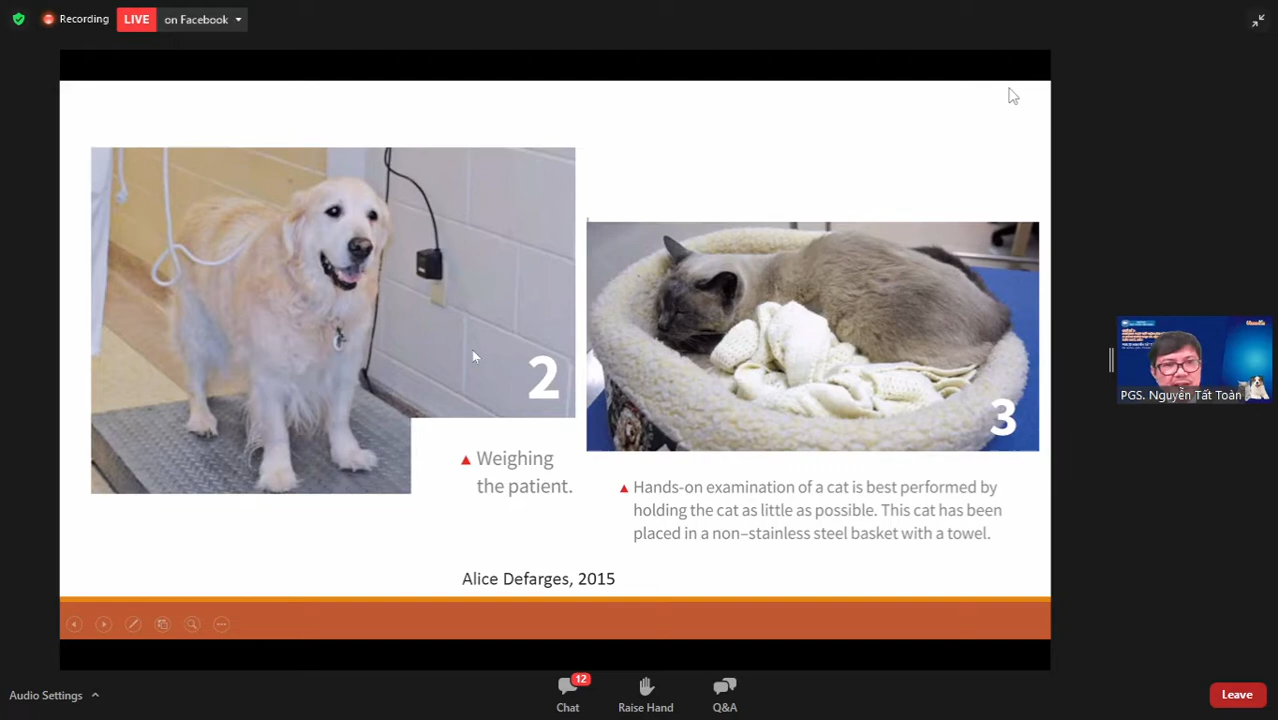 Recording
LIVE
on Facebook
2
3
Weighing
the patient.
Hands-on examination of a cat is best performed by
holding the cat as little as possible. This cat has been
placed in a non–stainless steel basket with a towel.
Alice Defarges, 2015
PGS. Nguyễn Tất Toàn
Audio Settings
12
Chat
Raise Hand
Q&A
Leave